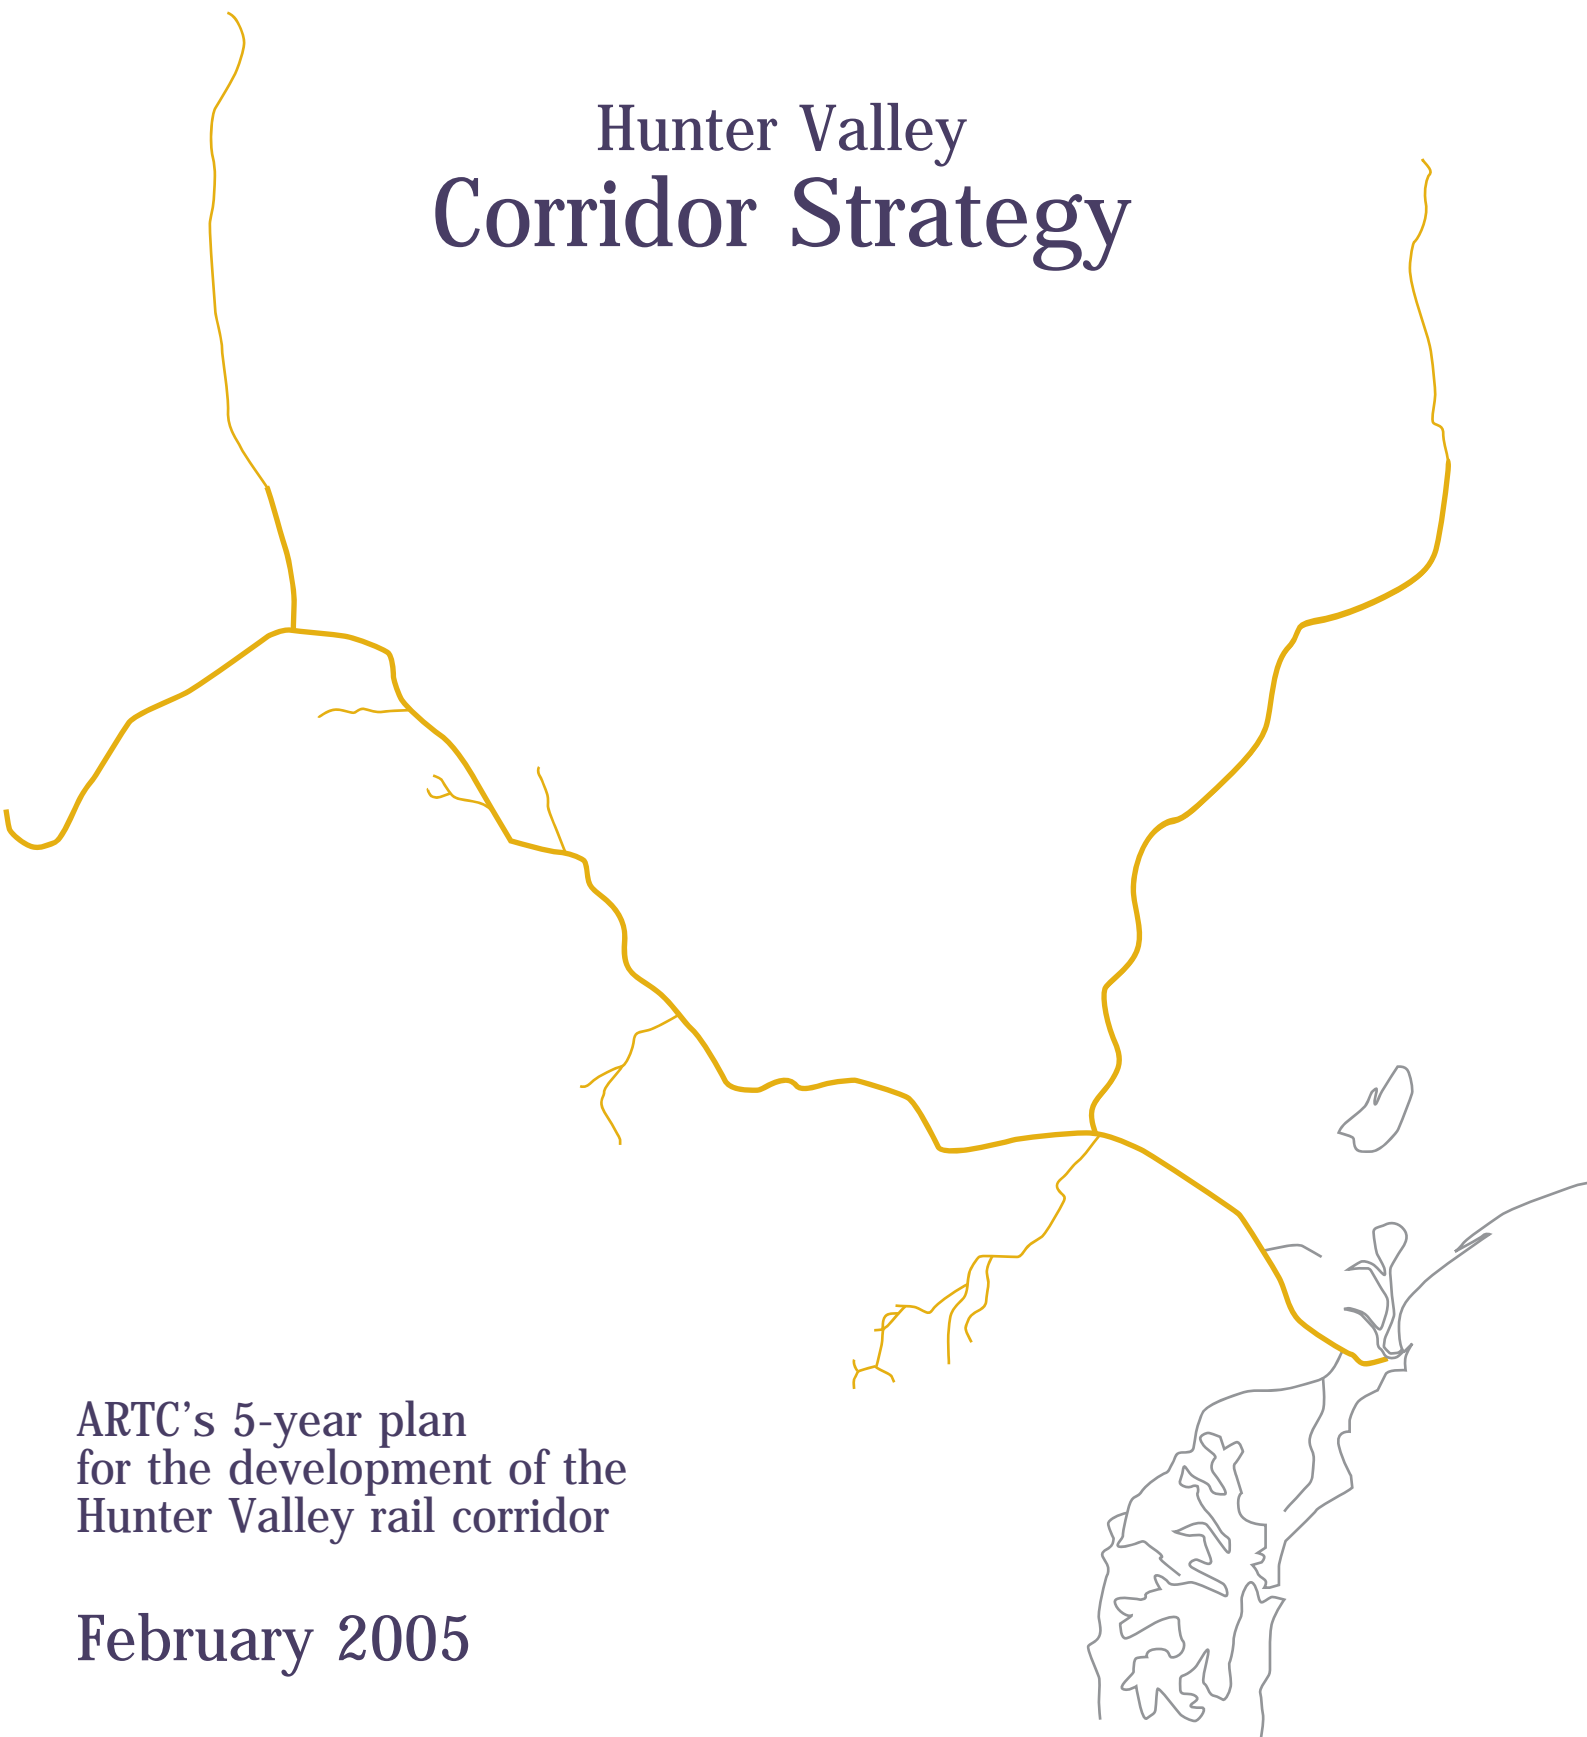 Hunter Valley
Corridor Strategy
ARTC's 5-year plan
for the development of the
Hunter Valley rail corridor
February 2005